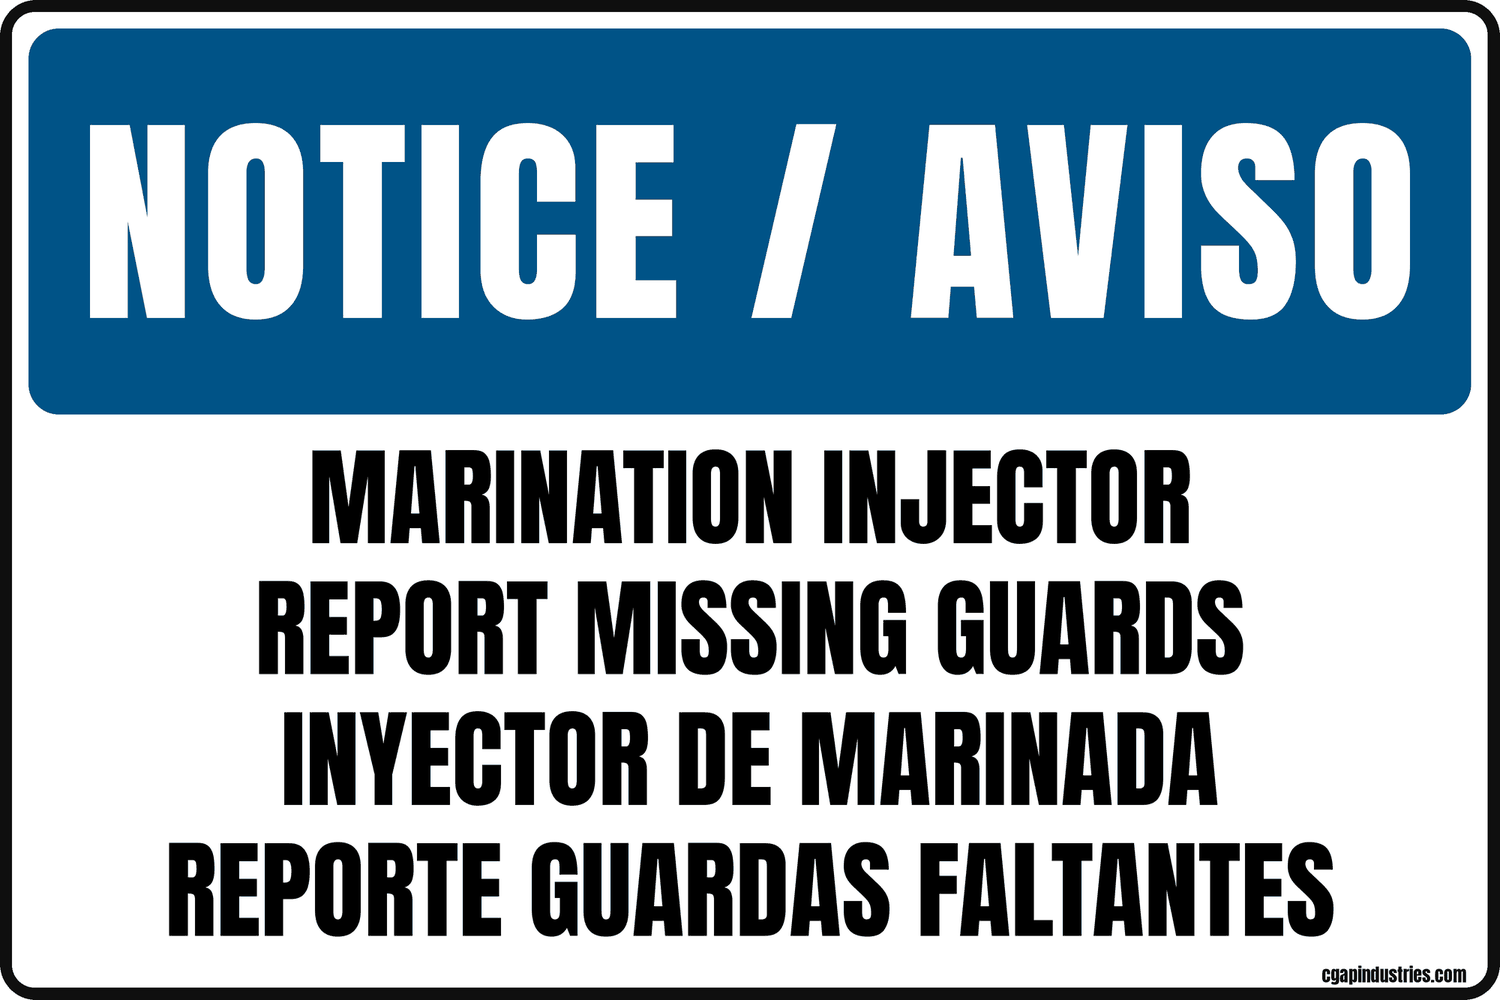 NOTICE / AVISO
MARINATION INJECTOR
REPORT MISSING GUARDS
INYECTOR DE MARINADA
REPORTE GUARDAS FALTANTES
cgapindustries.com